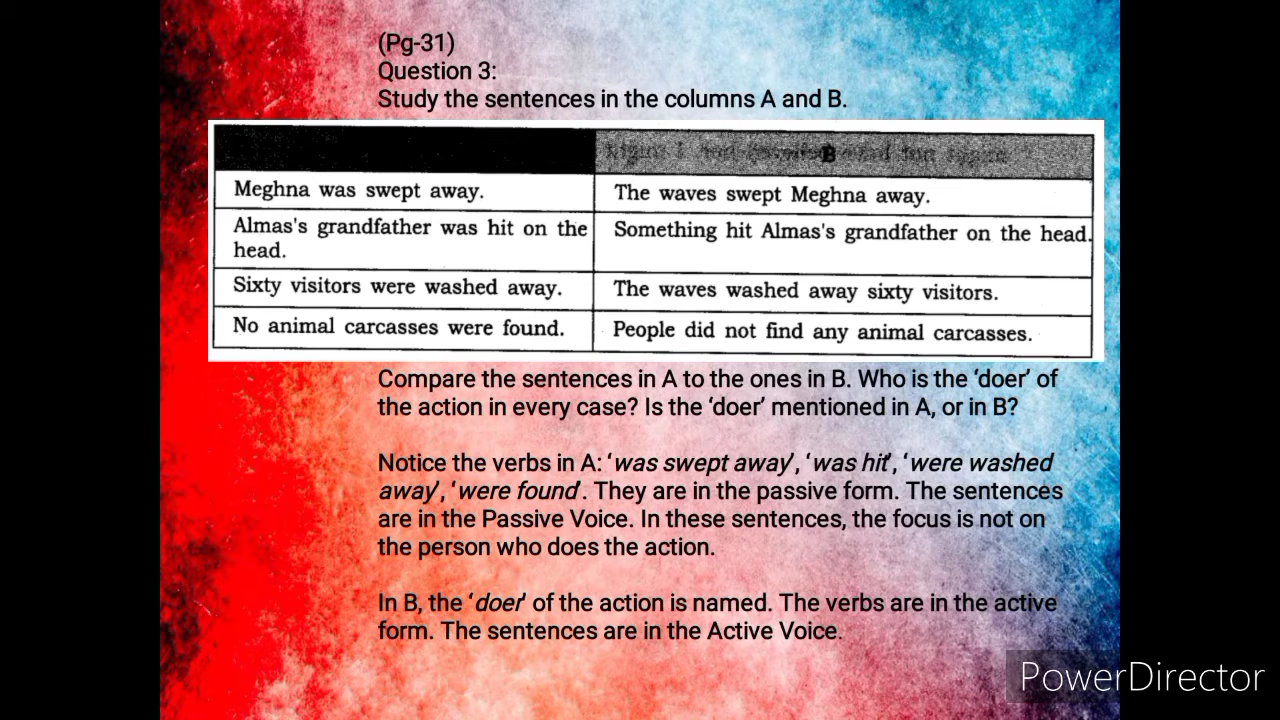 (Pg-31)
Question 3:
Study the sentences in the columns A and B.
B
Meghna was swept away.
The waves swept Meghna away.
Almas's grandfather was hit on the
head.
Something hit Almas's grandfather on the head.
Sixty visitors were washed away.
The waves washed away sixty visitors.
No animal carcasses were found.
People did not find any animal carcasses.
Compare the sentences in A to the ones in B. Who is the ‘doer’ of
the action in every case? Is the ‘doer’ mentioned in A, or in B?
Notice the verbs in A: ‘was swept away’, ‘was hit’, ‘were washed
away’, ‘were found’. They are in the passive form. The sentences
are in the Passive Voice. In these sentences, the focus is not on
the person who does the action.
In B, the ‘doer’ of the action is named. The verbs are in the active
form. The sentences are in the Active Voice.
PowerDirector